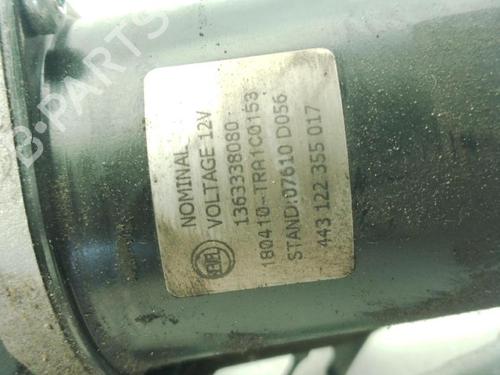 NOMINAL
VOLTAGE 12V
1363338080
180410-TRA1C0153
STAND:07610 D056
443 122 355 017
B-PARTS